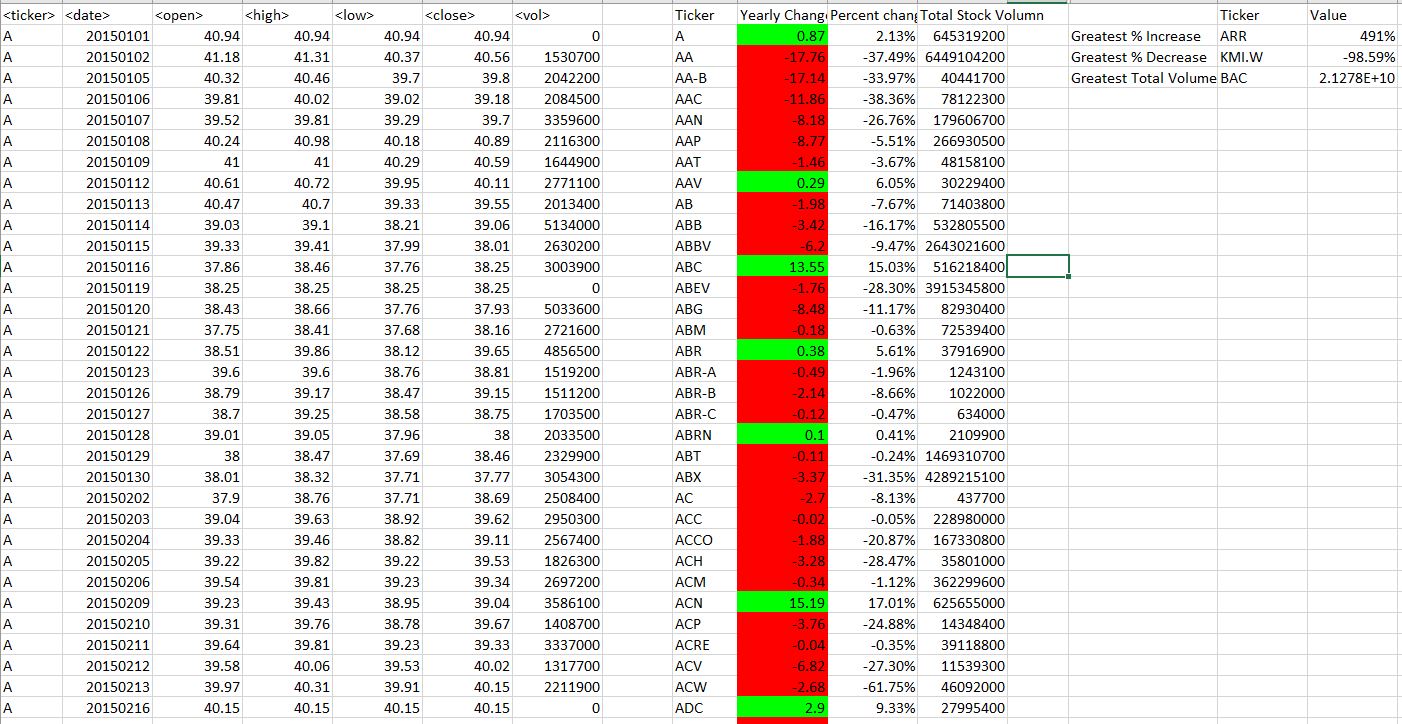 <ticker> <date> <open> <high> <low> <close> <vol> Ticker Yearly Chang Percent chang Total Stock Volumn Ticker Value
A 20150101 40.94 40.94 40.94 40.94 0 A 0.87 2.13% 645319200 Greatest % Increase ARR 491%
A 20150102 41.18 41.31 40.37 40.56 1530700 AA -17.76 -37.49% 6449104200 Greatest % Decrease KMI.W -98.59%
A 20150105 40.32 40.46 39.7 39.8 2042200 AA-B -17.14 -33.97% 40441700 Greatest Total Volume BAC 2.1278E+10
A 20150106 39.81 40.02 39.02 39.18 2084500 AAC -11.86 -38.36% 78122300
A 20150107 39.52 39.81 39.29 39.7 3359600 AAN -8.18 -26.76% 179606700
A 20150108 40.24 40.98 40.18 40.89 2116300 AAP -8.77 -5.51% 266930500
A 20150109 41 41 40.29 40.59 1644900 AAT -1.46 -3.67% 48158100
A 20150112 40.61 40.72 39.95 40.11 2771100 AAV 0.29 6.05% 30229400
A 20150113 40.47 40.7 39.33 39.55 2013400 AB -1.98 -7.67% 71403800
A 20150114 39.03 39.1 38.21 39.06 5134000 ABB -3.42 -16.17% 532805500
A 20150115 39.33 39.41 37.99 38.01 2630200 ABBV -6.2 -9.47% 2643021600
A 20150116 37.86 38.46 37.76 38.25 3003900 ABC 13.55 15.03% 516218400
A 20150119 38.25 38.25 38.25 38.25 0 ABEV -1.76 -28.30% 3915345800
A 20150120 38.43 38.66 37.76 37.93 5033600 ABG -8.48 -11.17% 82930400
A 20150121 37.75 38.41 37.68 38.16 2721600 ABM -0.18 -0.63% 72539400
A 20150122 38.51 39.86 38.12 39.65 4856500 ABR 0.38 5.61% 37916900
A 20150123 39.6 39.6 38.76 38.81 1519200 ABR-A -0.49 -1.96% 1243100
A 20150126 38.79 39.17 38.47 39.15 1511200 ABR-B -2.14 -8.66% 1022000
A 20150127 38.7 39.25 38.58 38.75 1703500 ABR-C -0.12 -0.47% 634000
A 20150128 39.01 39.05 37.96 38 2033500 ABRN 0.1 0.41% 2109900
A 20150129 38 38.47 37.69 38.46 2329900 ABT -0.11 -0.24% 1469310700
A 20150130 38.01 38.32 37.71 37.77 3054300 ABX -3.37 -31.35% 4289215100
A 20150202 37.9 38.76 37.71 38.69 2508400 AC -2.7 -8.13% 437700
A 20150203 39.04 39.63 38.92 39.62 2950300 ACC -0.02 -0.05% 228980000
A 20150204 39.33 39.46 38.82 39.11 2567400 ACCO -1.88 -20.87% 167330800
A 20150205 39.22 39.82 39.22 39.53 1826300 ACH -3.28 -28.47% 35801000
A 20150206 39.54 39.81 39.23 39.34 2697200 ACM -0.34 -1.12% 362299600
A 20150209 39.23 39.43 38.95 39.04 3586100 ACN 15.19 17.01% 625655000
A 20150210 39.31 39.76 38.78 39.67 1408700 ACP -3.76 -24.88% 14348400
A 20150211 39.64 39.81 39.23 39.33 3337000 ACRE -0.04 -0.35% 39118800
A 20150212 39.58 40.06 39.53 40.02 1317700 ACV -6.82 -27.30% 11539300
A 20150213 39.97 40.31 39.91 40.15 2211900 ACW -2.68 -61.75% 46092000
A 20150216 40.15 40.15 40.15 40.15 0 ADC 2.9 9.33% 27995400